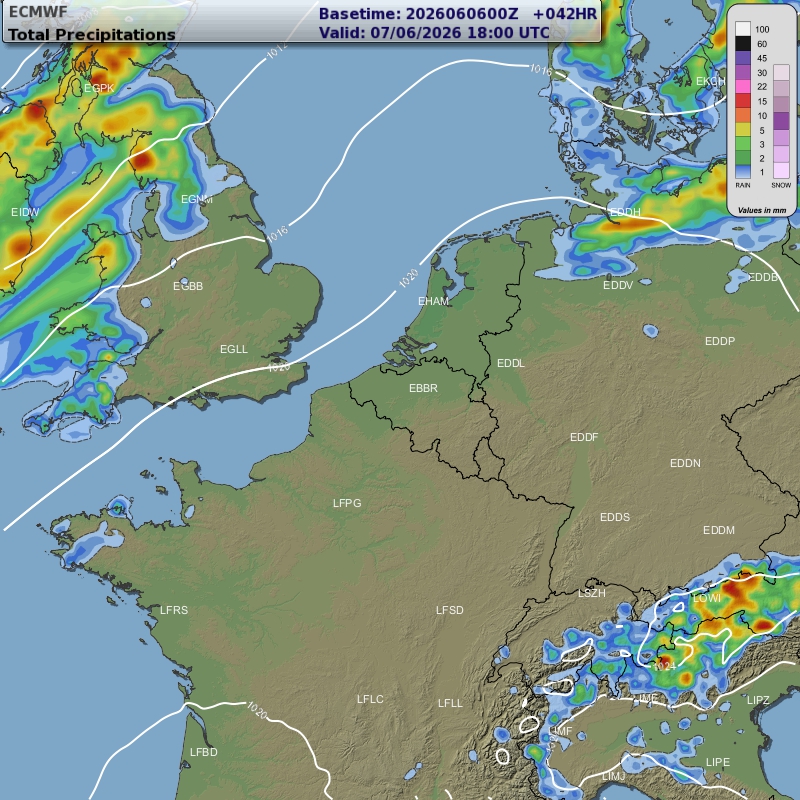 ECMWF
Basetime: 2026060600Z +042HR
Total Precipitations
Valid: 07/06/2026 18:00 UTC
1012
1016
EGPK
EKCH
100
60
45
30
22
15
10
5
3
2
1
RAIN
SNOW
Values in mm
EIDW
EGNM
EDDH
1016
1020
EGBB
EHAM
EDDV
EDDB
EGLL
1020
EDDL
EDDP
EBBR
EDDF
EDDN
LFPG
EDDS
EDDM
LFRS
LFSD
LSZH
LOWI
1024
LFLC
LFLL
LIME
LIPZ
1020
LIMF
LFBD
LIPE
LIMJ